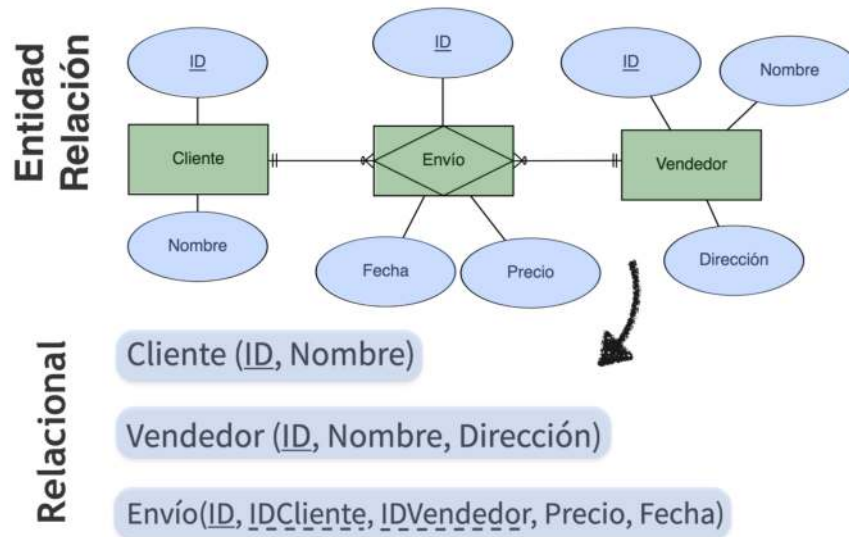 Entidad
Relación
ID
ID
ID
Nombre
Cliente
Envío
Vendedor
Nombre
Fecha
Precio
Dirección
Relacional
Cliente (ID, Nombre)
Vendedor (ID, Nombre, Dirección)
Envío(ID, IDCliente, IDVendedor, Precio, Fecha)